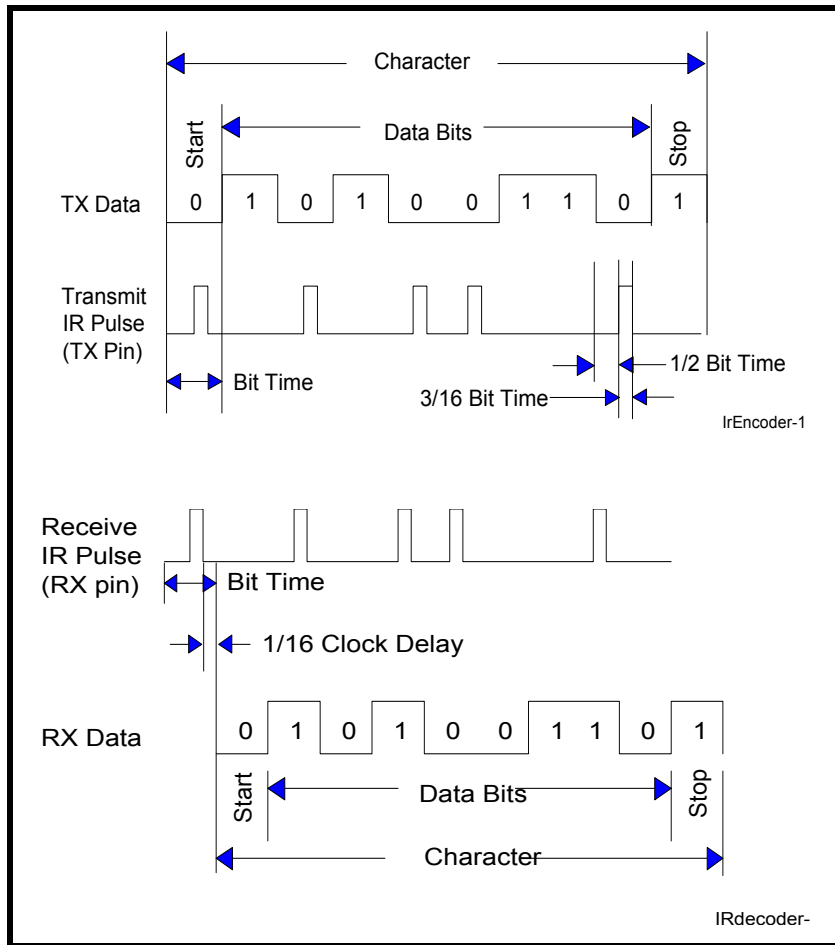 Character
Start
Data Bits
Stop
TX Data
0 1 0 1 0 0 1 1 0 1
Transmit
IR Pulse
(TX Pin)
Bit Time
1/2 Bit Time
3/16 Bit Time
IrEncoder-1
Receive
IR Pulse
(RX pin)
Bit Time
1/16 Clock Delay
RX Data
0 1 0 1 0 0 1 1 0 1
Start
Data Bits
Stop
Character
IRdecoder-